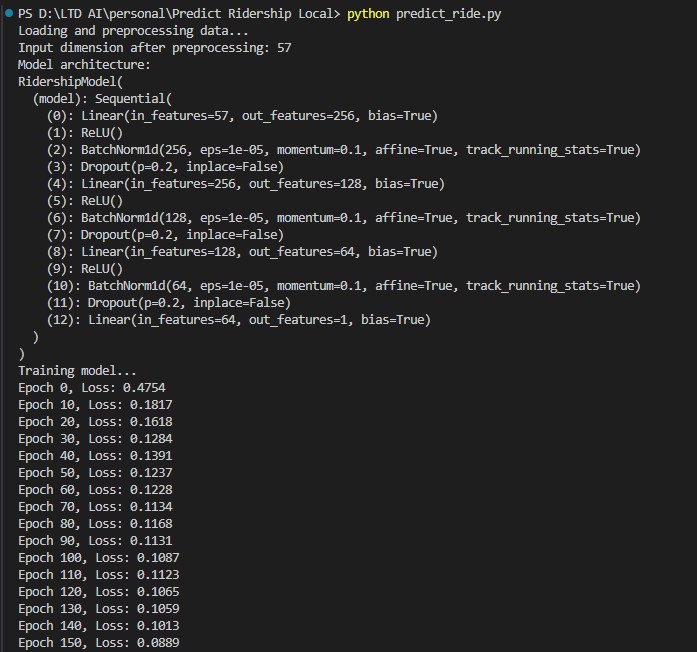 PS D:\LTD AI\personal\Predict Ridership Local> python predict_ride.py
Loading and preprocessing data...
Input dimension after preprocessing: 57
Model architecture:
RidershipModel(
  (model): Sequential(
    (0): Linear(in_features=57, out_features=256, bias=True)
    (1): ReLU()
    (2): BatchNorm1d(256, eps=1e-05, momentum=0.1, affine=True, track_running_stats=True)
    (3): Dropout(p=0.2, inplace=False)
    (4): Linear(in_features=256, out_features=128, bias=True)
    (5): ReLU()
    (6): BatchNorm1d(128, eps=1e-05, momentum=0.1, affine=True, track_running_stats=True)
    (7): Dropout(p=0.2, inplace=False)
    (8): Linear(in_features=128, out_features=64, bias=True)
    (9): ReLU()
    (10): BatchNorm1d(64, eps=1e-05, momentum=0.1, affine=True, track_running_stats=True)
    (11): Dropout(p=0.2, inplace=False)
    (12): Linear(in_features=64, out_features=1, bias=True)
  )
)
Training model...
Epoch 0, Loss: 0.4754
Epoch 10, Loss: 0.1817
Epoch 20, Loss: 0.1618
Epoch 30, Loss: 0.1284
Epoch 40, Loss: 0.1391
Epoch 50, Loss: 0.1237
Epoch 60, Loss: 0.1228
Epoch 70, Loss: 0.1134
Epoch 80, Loss: 0.1168
Epoch 90, Loss: 0.1131
Epoch 100, Loss: 0.1087
Epoch 110, Loss: 0.1123
Epoch 120, Loss: 0.1065
Epoch 130, Loss: 0.1059
Epoch 140, Loss: 0.1013
Epoch 150, Loss: 0.0889